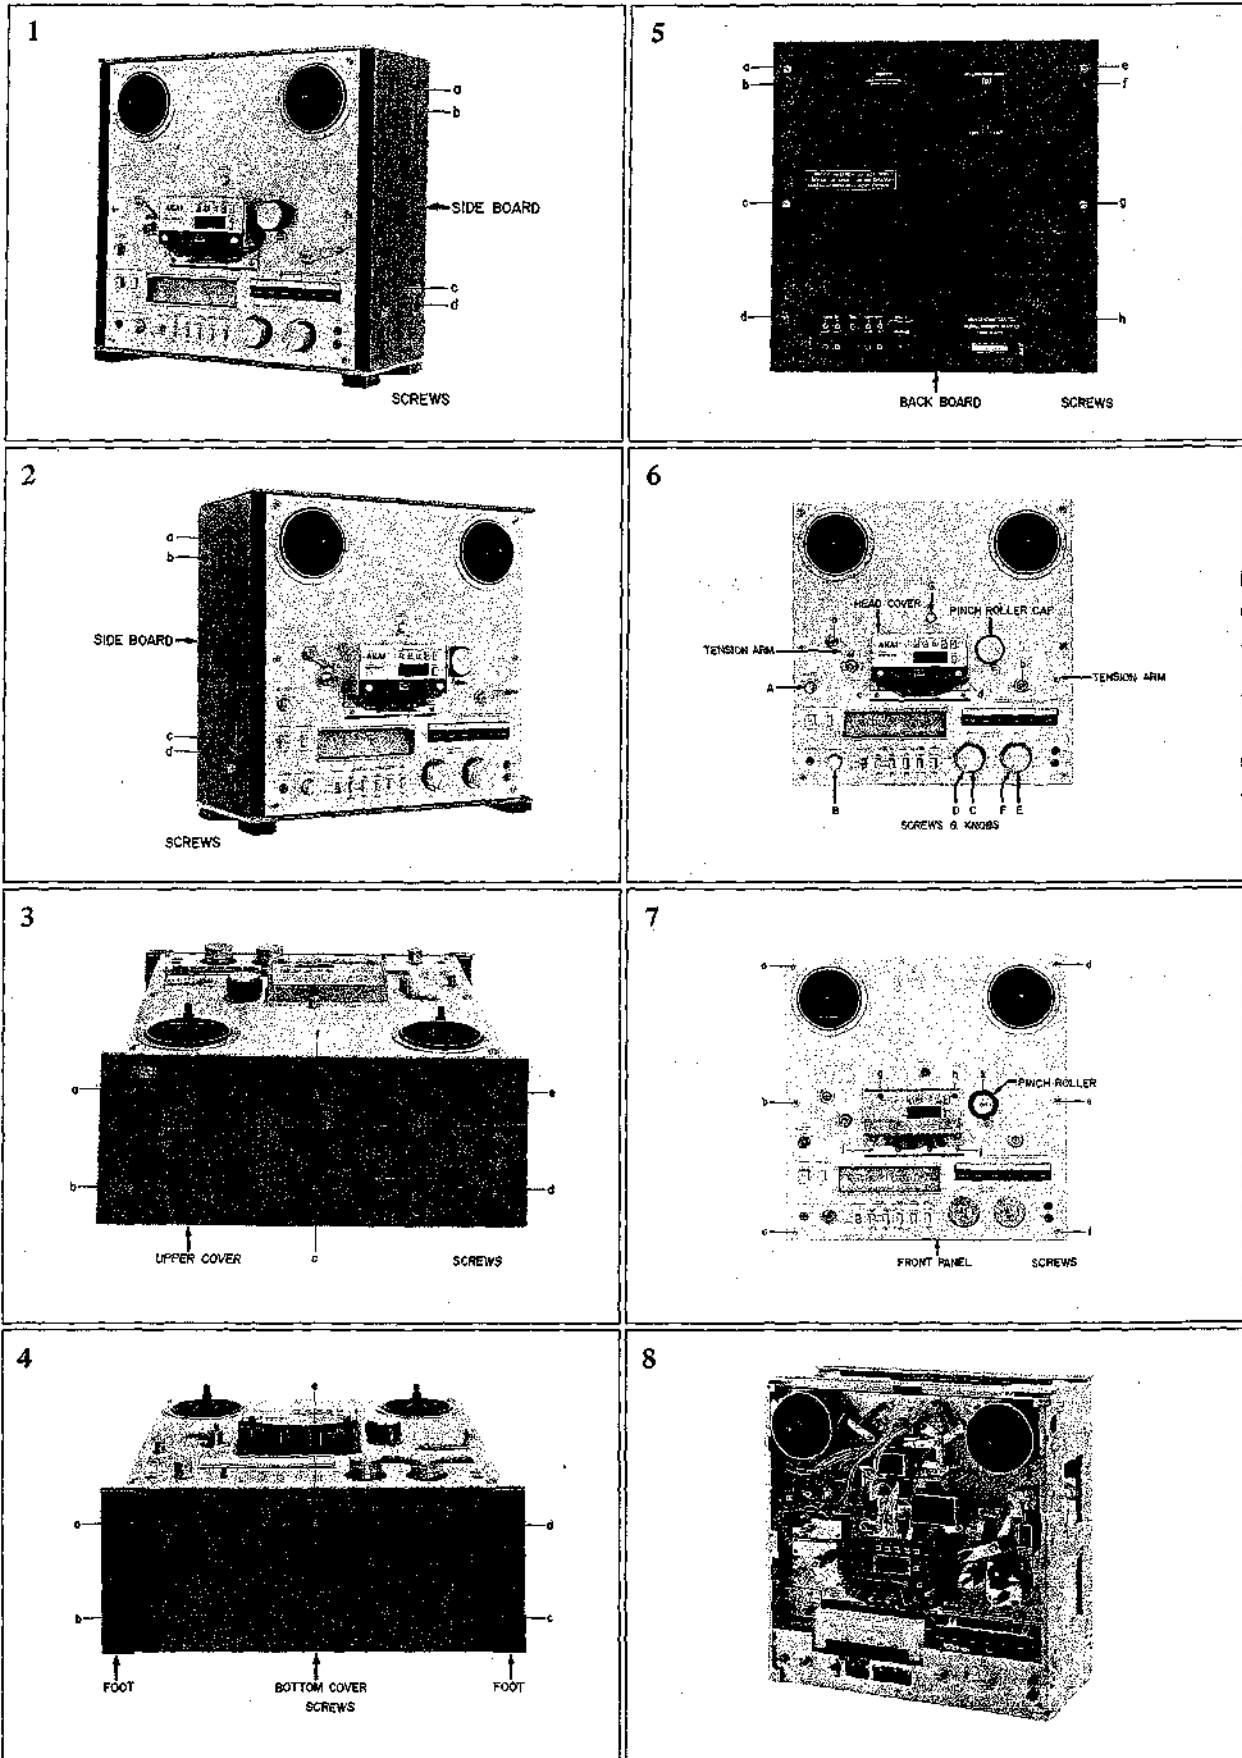 1
a
b
SIDE BOARD
c
d
SCREWS
2
a
b
SIDE BOARD
AKAI
c
d
SCREWS
3
f
a
e
b
d
UPPER COVER
c
SCREWS
4
e
a
d
b
c
FOOT
BOTTOM COVER
FOOT
SCREWS
5
a
e
b
f
c
g
d
h
BACK BOARD
SCREWS
6
HEAD COVER
PINCH ROLLER CAP
TENSION ARM
AKAI
TENSION ARM
A
c
d
B
D
C
F
E
SCREWS & KNOBS
7
a
d
g
h
k
PINCH ROLLER
b
e
i
j
c
f
FRONT PANEL
SCREWS
8